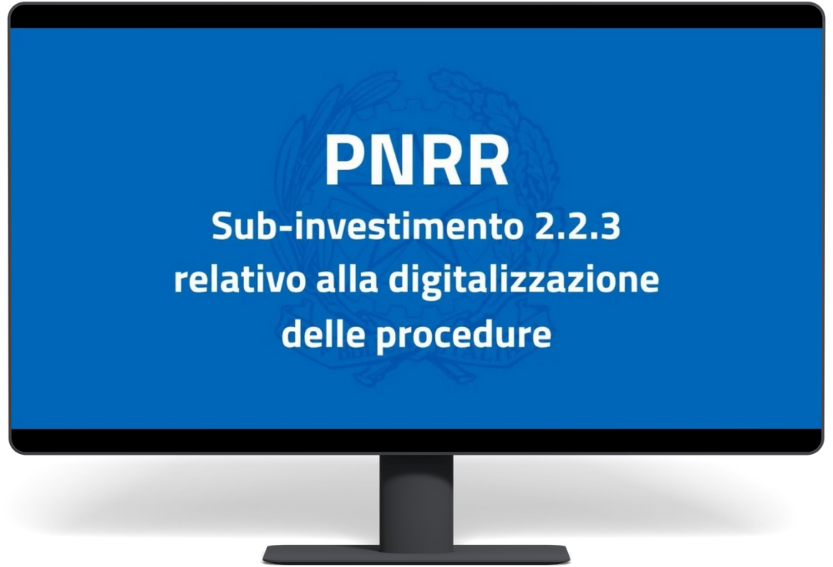 PNRR
Sub-investimento 2.2.3
relativo alla digitalizzazione
delle procedure